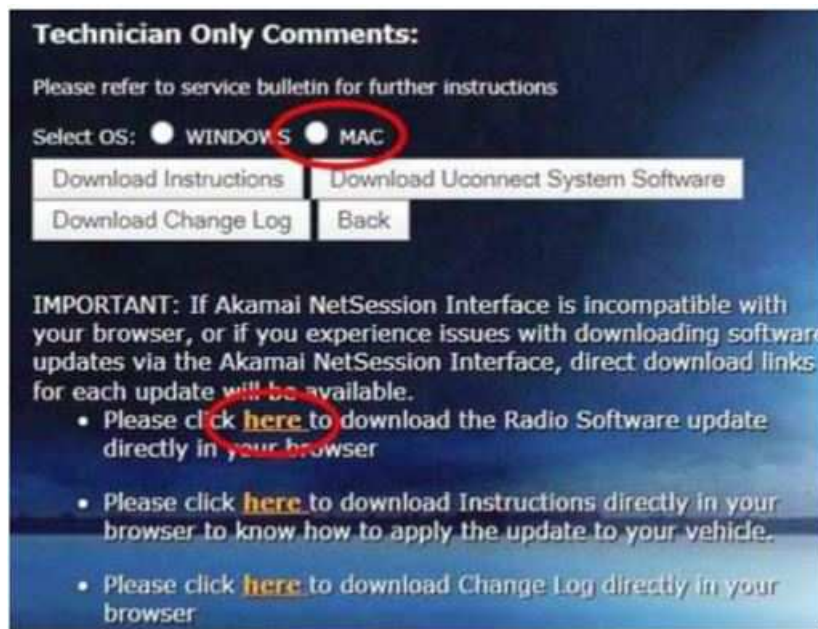 Technician Only Comments:
Please refer to service bulletin for further instructions
Select OS: WINDOWS MAC
Download Instructions Download Uconnect System Software
Download Change Log Back
IMPORTANT: If Akamai NetSession Interface is incompatible with
your browser, or if you experience issues with downloading software
updates via the Akamai NetSession Interface, direct download links
for each update will be available.
• Please click here to download the Radio Software update
directly in your browser
• Please click here to download Instructions directly in your
browser to know how to apply the update to your vehicle.
• Please click here to download Change Log directly in your
browser